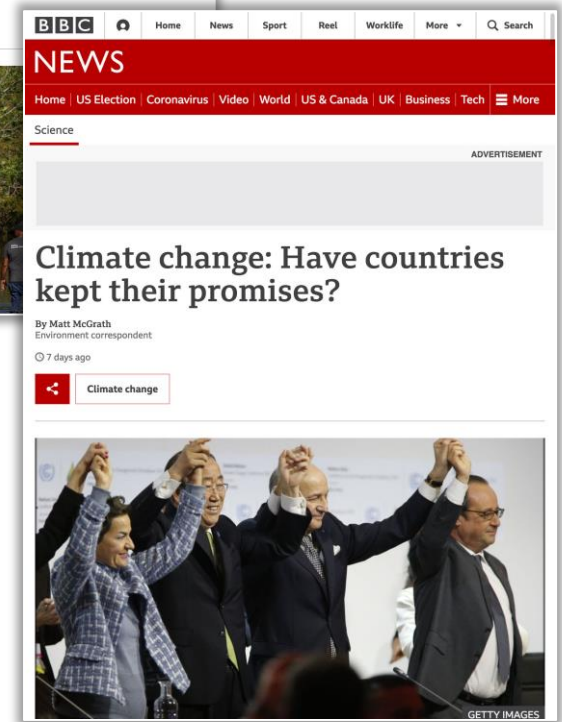 BBC Home News Sport Reel Worklife More Search
NEWS
Home US Election Coronavirus Video World US & Canada UK Business Tech More
Science
ADVERTISEMENT
Climate change: Have countries
kept their promises?
By Matt McGrath
Environment correspondent
7 days ago
Climate change
GETTY IMAGES